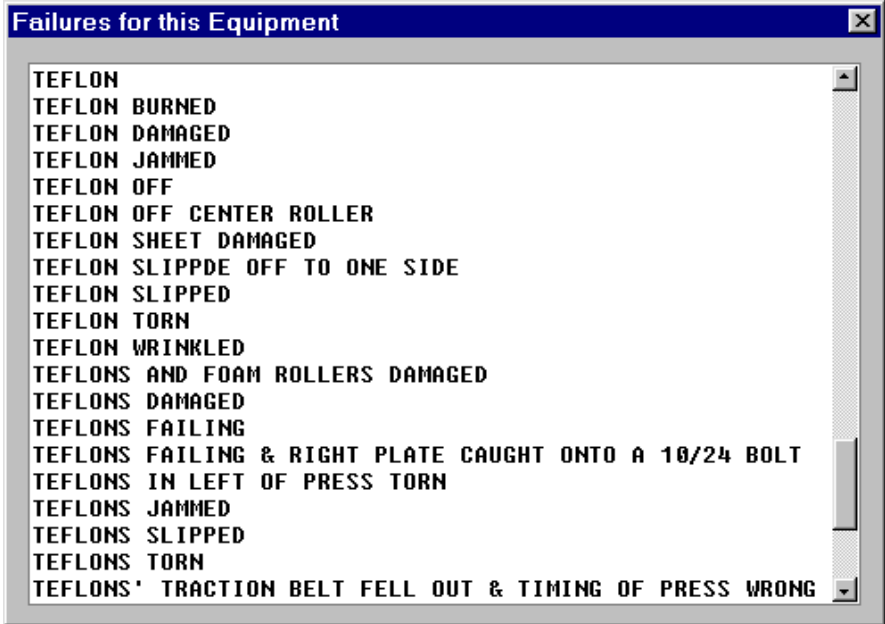 Failures for this Equipment
TEFLON
TEFLON BURNED
TEFLON DAMAGED
TEFLON JAMMED
TEFLON OFF
TEFLON OFF CENTER ROLLER
TEFLON SHEET DAMAGED
TEFLON SLIPPDE OFF TO ONE SIDE
TEFLON SLIPPED
TEFLON TORN
TEFLON WRINKLED
TEFLONS AND FOAM ROLLERS DAMAGED
TEFLONS DAMAGED
TEFLONS FAILING
TEFLONS FAILING & RIGHT PLATE CAUGHT ONTO A 10/24 BOLT
TEFLONS IN LEFT OF PRESS TORN
TEFLONS JAMMED
TEFLONS SLIPPED
TEFLONS TORN
TEFLONS' TRACTION BELT FELL OUT & TIMING OF PRESS WRONG